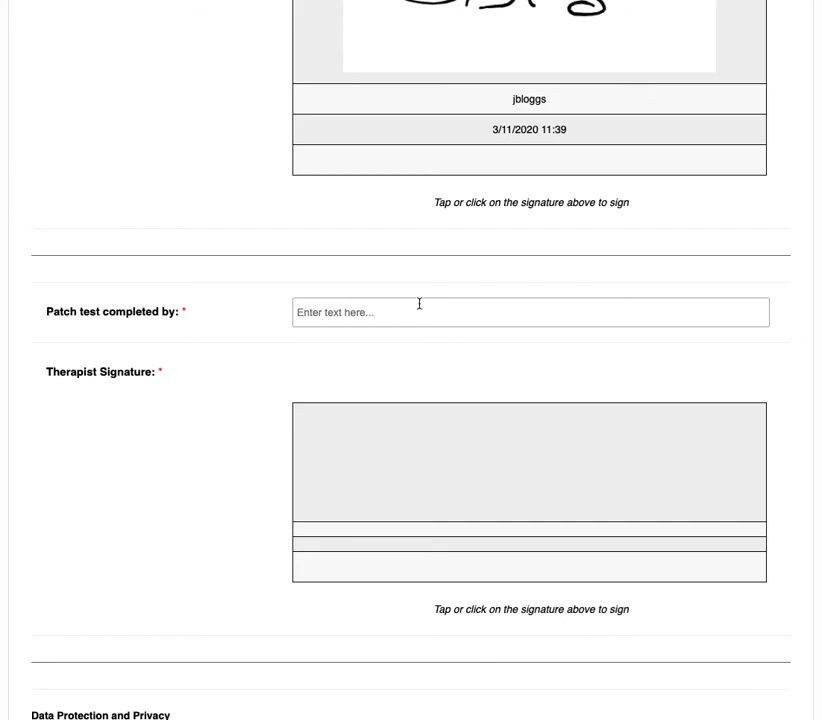 jbloggs
3/11/2020 11:39
Tap or click on the signature above to sign
Patch test completed by: *
Enter text here...
Therapist Signature: *
Tap or click on the signature above to sign
Data Protection and Privacy